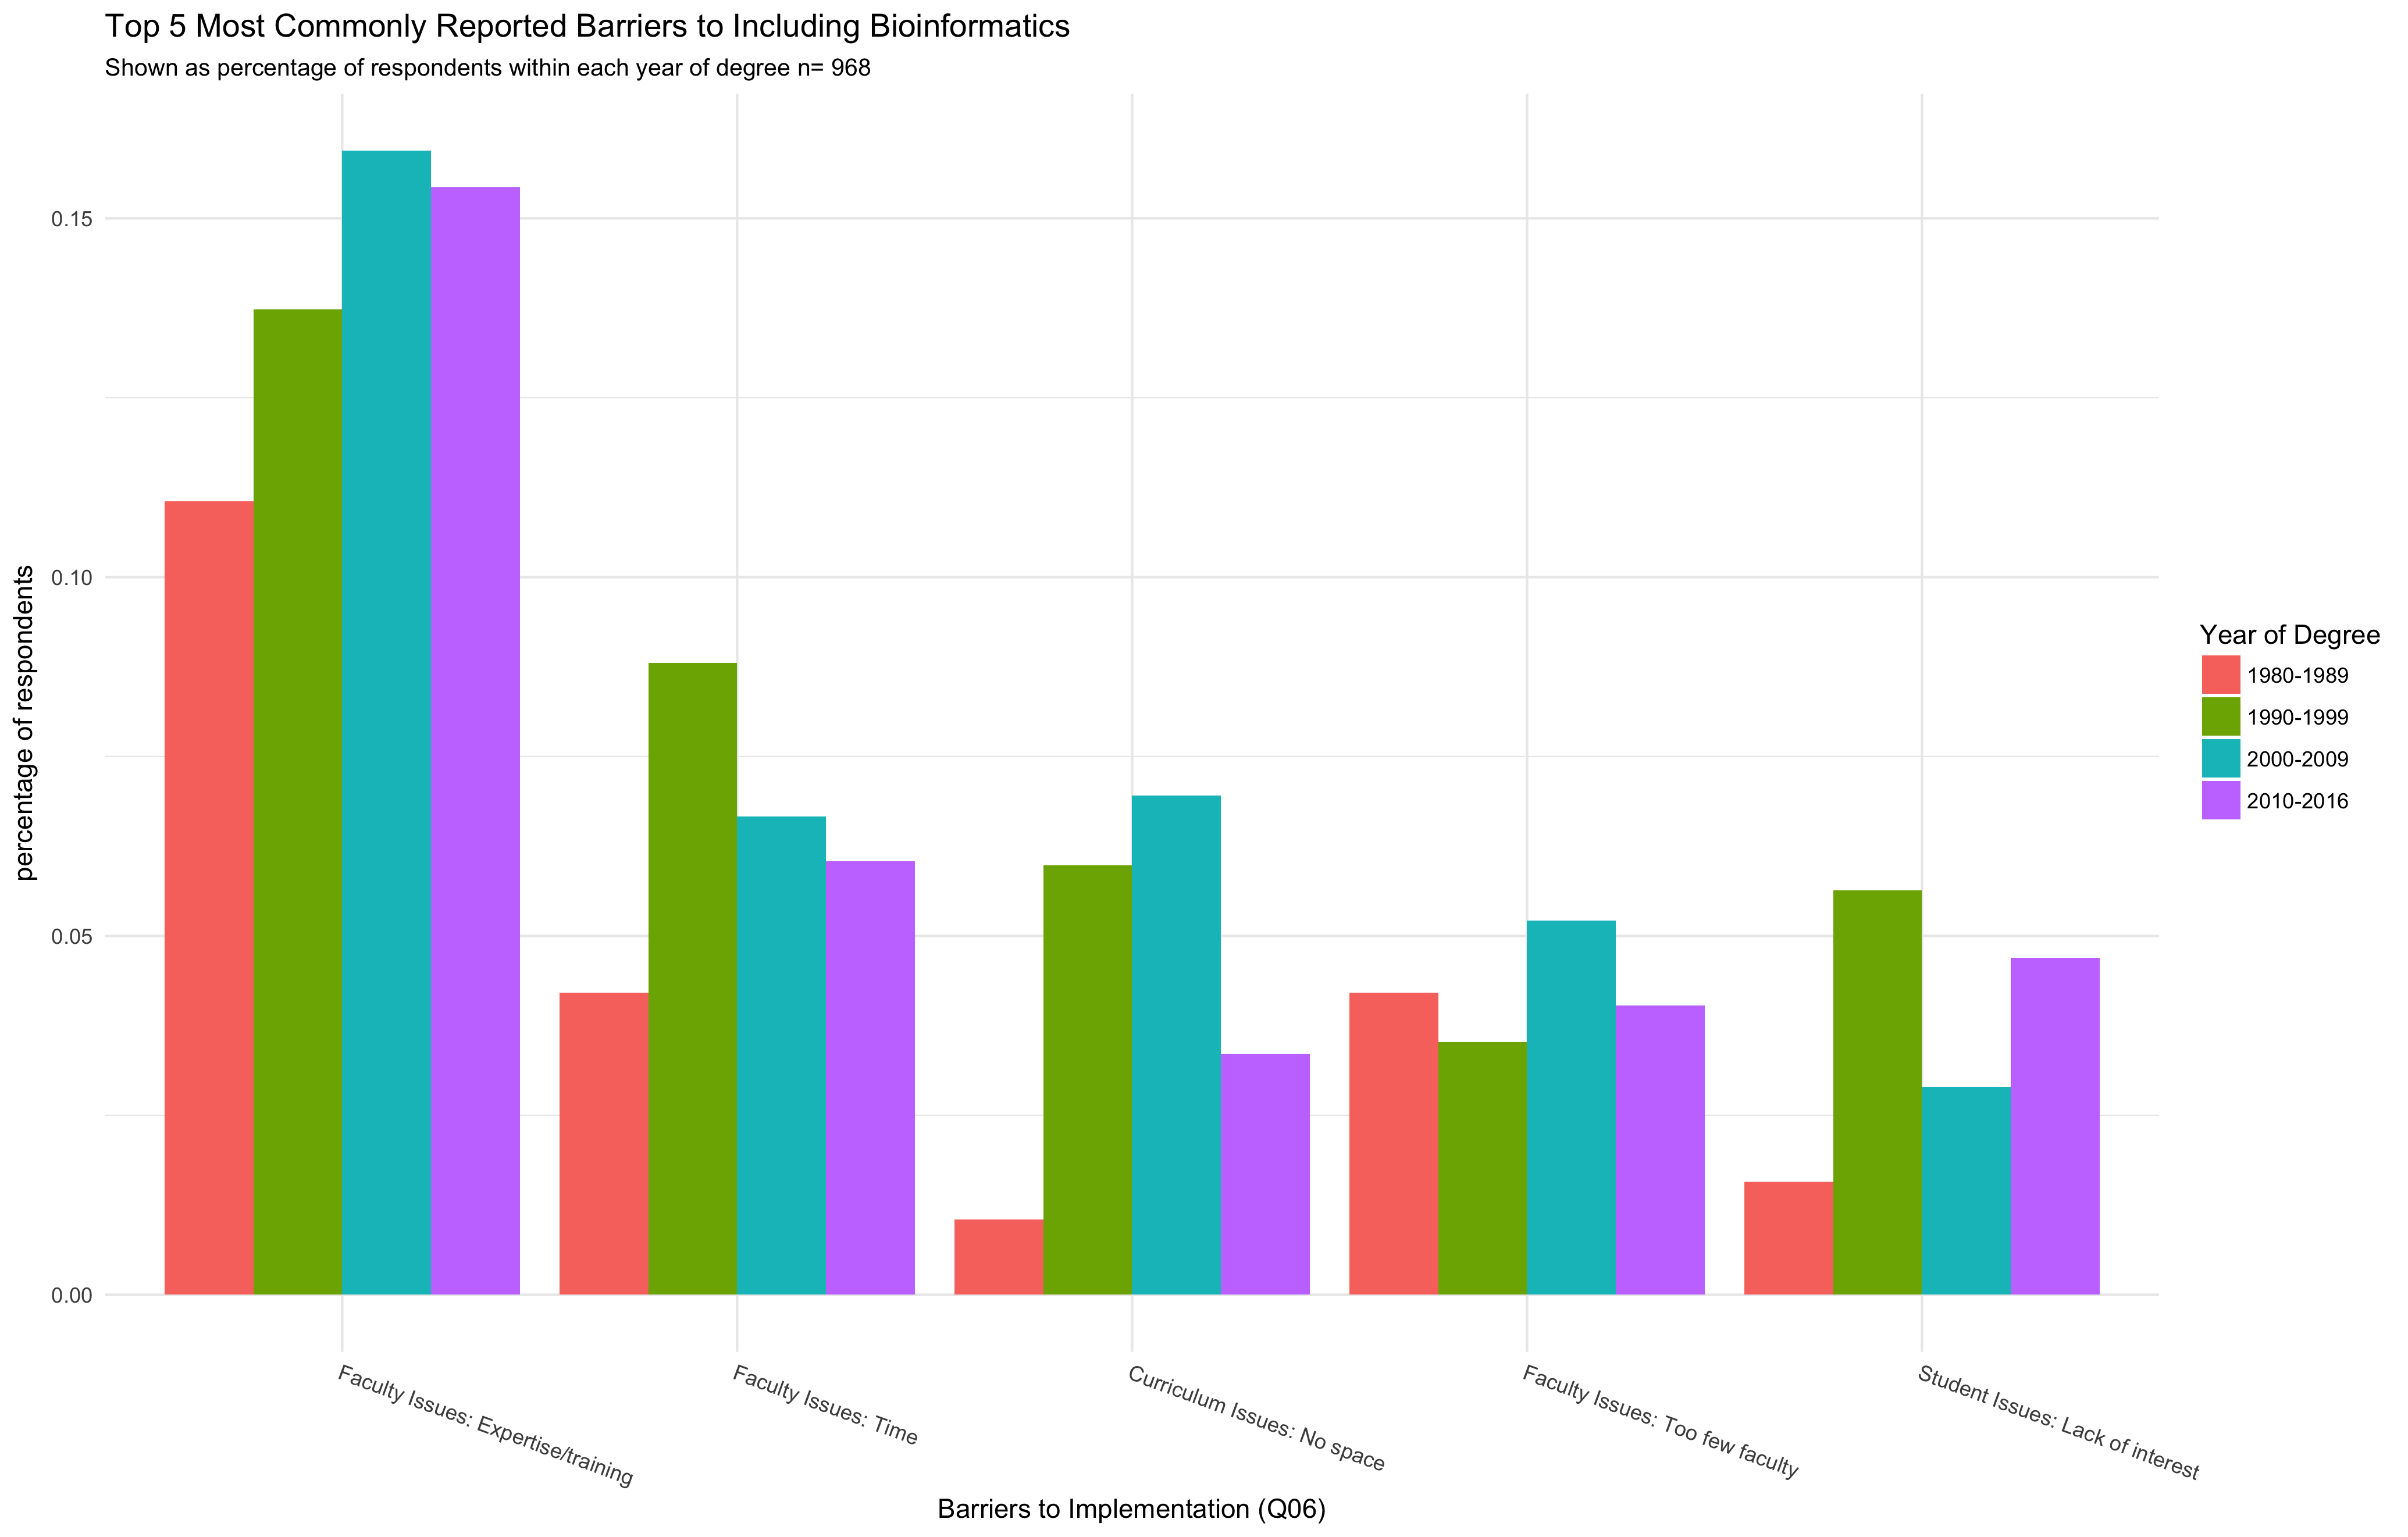 Top 5 Most Commonly Reported Barriers to Including Bioinformatics
Shown as percentage of respondents within each year of degree n= 968
percentage of respondents
0.15
0.10
0.05
0.00
Faculty Issues: Expertise/training
Faculty Issues: Time
Curriculum Issues: No space
Faculty Issues: Too few faculty
Student Issues: Lack of interest
Barriers to Implementation (Q06)
Year of Degree
1980-1989
1990-1999
2000-2009
2010-2016